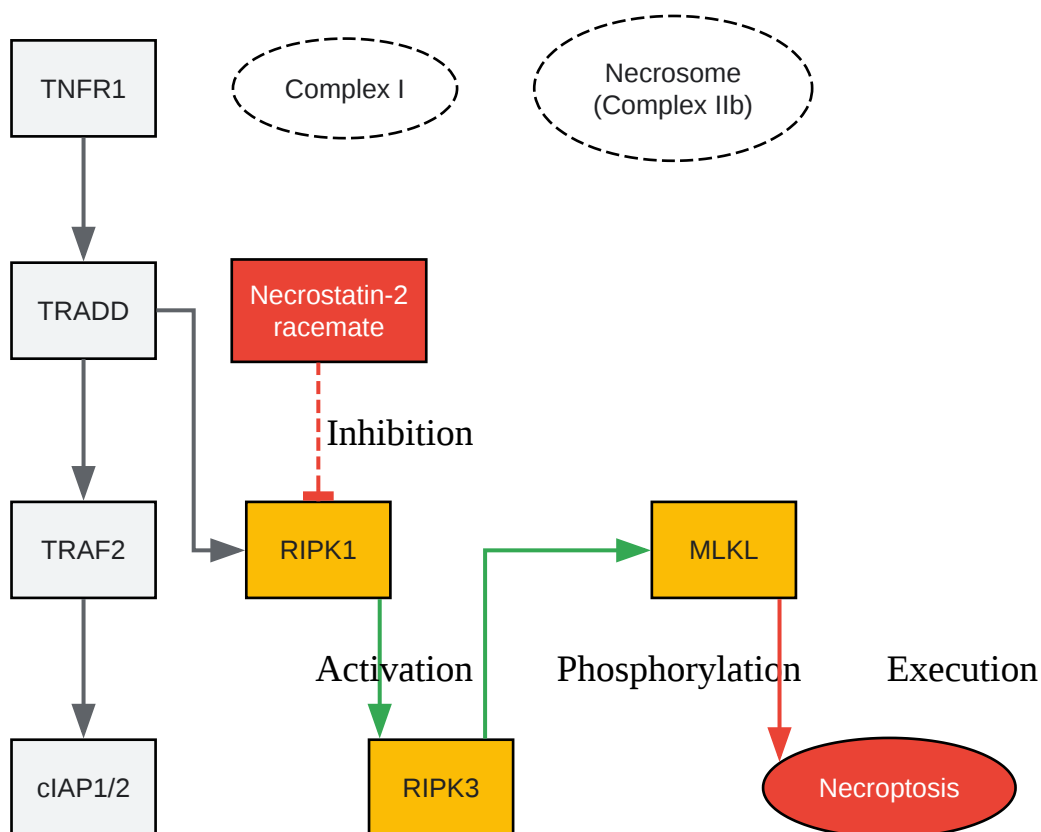 TNFR1
Complex I
Necrosome
(Complex IIb)
TRADD
Necrostatin-2
racemate
Inhibition
TRAF2
RIPK1
MLKL
Activation
Phosphorylation
Execution
cIAP1/2
RIPK3
Necroptosis